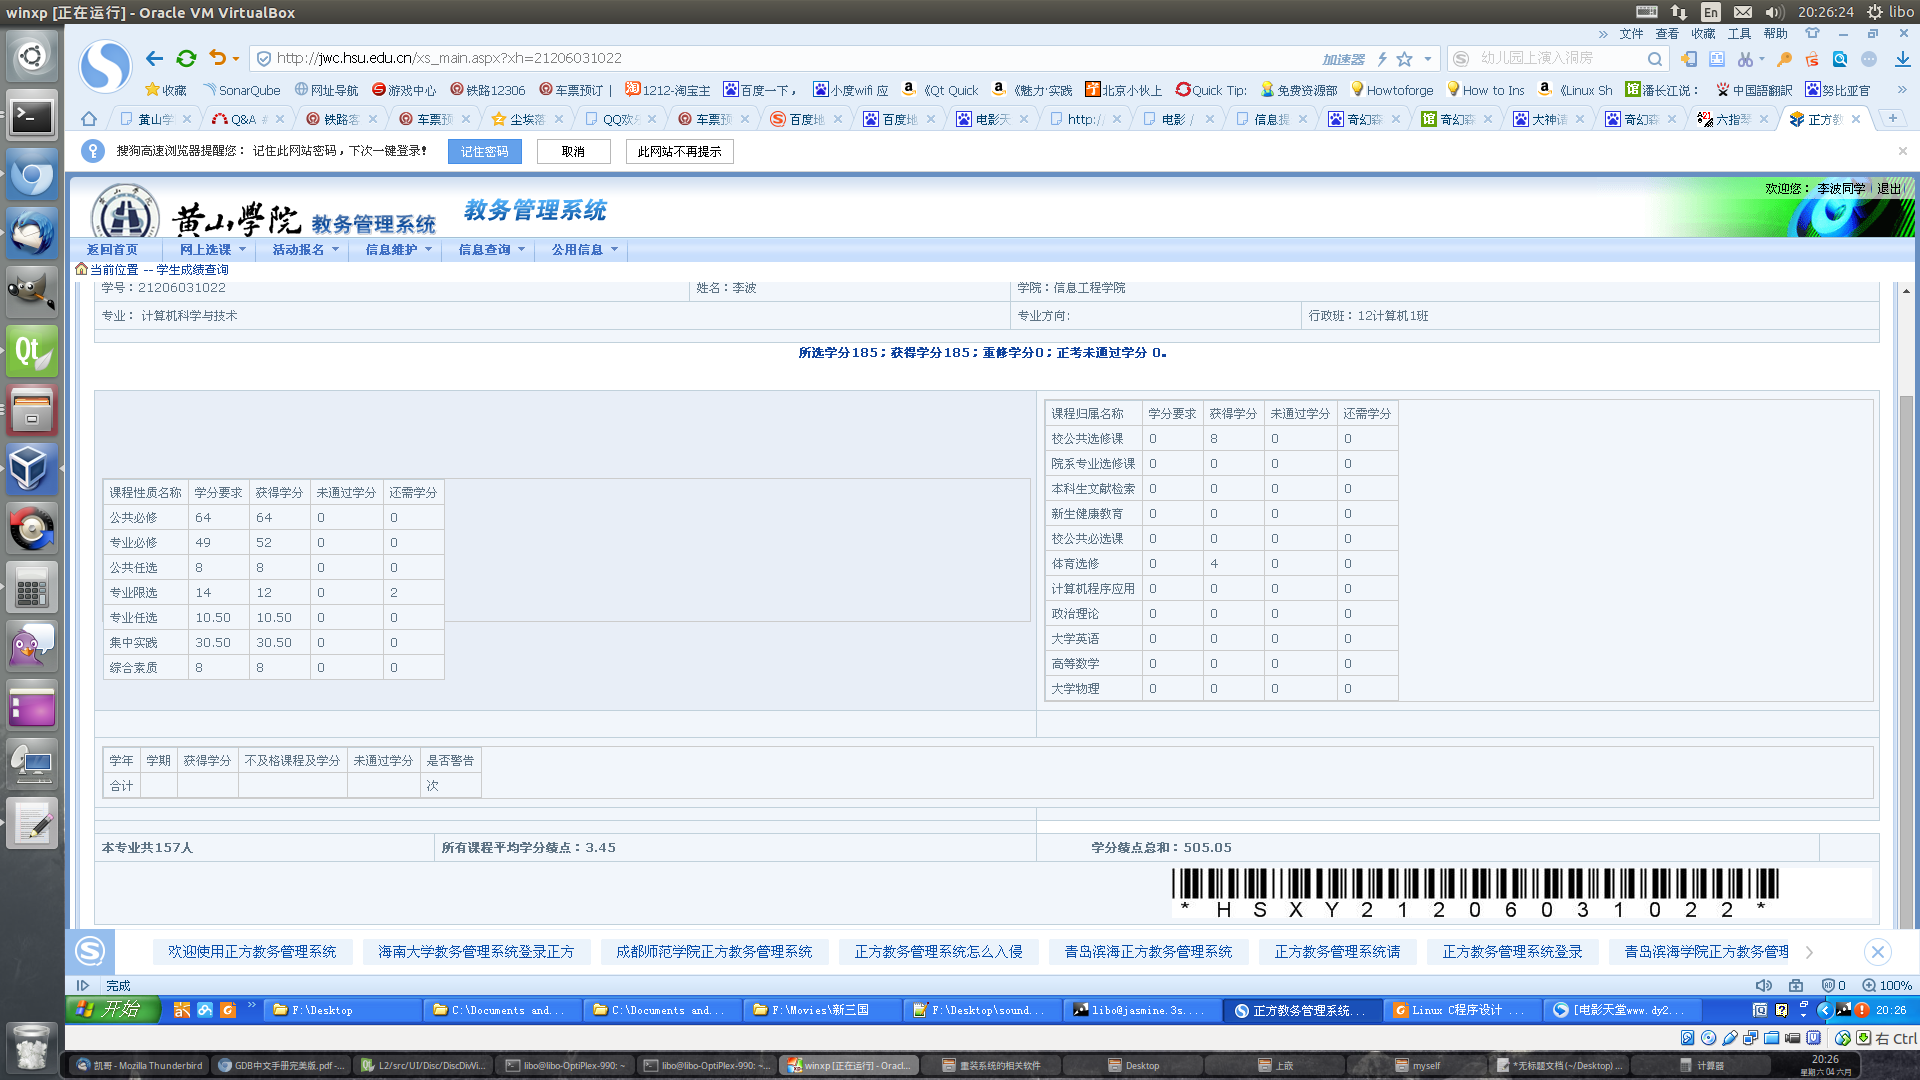 winxp [正在运行] - Oracle VM VirtualBox
En
20:26:24
libo
文件 查看 收藏 工具 帮助
http://jwc.hsu.edu.cn/xs_main.aspx?xh=21206031022
加速器
幼儿园上演入洞房
收藏 SonarQube 网址导航 游戏中心 铁路12306 车票预订 | 1212-淘宝主 百度一下， 小度wifi 应 《Qt Quick 《魅力·实践 北京小伙上 Quick Tip: 免费资源部 Howtoforge How to Ins 《Linux Sh 潘长江说： 中国語翻訳 努比亚官
黄山学 Q&A 铁路客 车票预 尘埃落 QQ欢 车票预 百度地 百度地 电影天 http:/ 电影 / 信息提 奇幻森 奇幻森 大神请 奇幻森 六指琴 正方教
搜狗高速浏览器提醒您： 记住此网站密码，下次一键登录！
记住密码
取消
此网站不再提示
黄山學院 教务管理系统
教务管理系统
欢迎您： 李波同学 退出
返回首页 网上选课 活动报名 信息维护 信息查询 公用信息
当前位置 -- 学生成绩查询
学号：21206031022 姓名：李波 学院：信息工程学院
专业： 计算机科学与技术 专业方向: 行政班：12计算机1班
所选学分185；获得学分185；重修学分0；正考未通过学分 0。
课程性质名称 学分要求 获得学分 未通过学分 还需学分
公共必修 64 64 0 0
专业必修 49 52 0 0
公共任选 8 8 0 0
专业限选 14 12 0 2
专业任选 10.50 10.50 0 0
集中实践 30.50 30.50 0 0
综合素质 8 8 0 0
课程归属名称 学分要求 获得学分 未通过学分 还需学分
校公共选修课 0 8 0 0
院系专业选修课 0 0 0 0
本科生文献检索 0 0 0 0
新生健康教育 0 0 0 0
校公共必选课 0 0 0 0
体育选修 0 4 0 0
计算机程序应用 0 0 0 0
政治理论 0 0 0 0
大学英语 0 0 0 0
高等数学 0 0 0 0
大学物理 0 0 0 0
学年 学期 获得学分 不及格课程及学分 未通过学分 是否警告
合计 次
本专业共157人 所有课程平均学分绩点：3.45 学分绩点总和：505.05
* H S X Y 2 1 2 0 6 0 3 1 0 2 2 *
欢迎使用正方教务管理系统 海南大学教务管理系统登录正方 成都师范学院正方教务管理系统 正方教务管理系统怎么入侵 青岛滨海正方教务管理系统 正方教务管理系统请 正方教务管理系统登录 青岛滨海学院正方教务管理
完成
0
100%
开始
F:\Desktop
C:\Documents and...
C:\Documents and...
F:\Movies\新三国
F:\Desktop\sound...
libo@jasmine.3s....
正方教务管理系统...
Linux C程序设计 ...
[电影天堂www.dy2...
20:26
右 Ctrl
凯哥 - Mozilla Thunderbird
GDB中文手册完美版.pdf -...
L2/src/UI/Disc/DiscDivVi...
libo@libo-OptiPlex-990: ~
libo@libo-OptiPlex-990: ~...
winxp [正在运行] - Oracl...
重装系统的相关软件
Desktop
上嵌
myself
*无标题文档 (~/Desktop) ...
计算器
20:26
星期六 04 六月